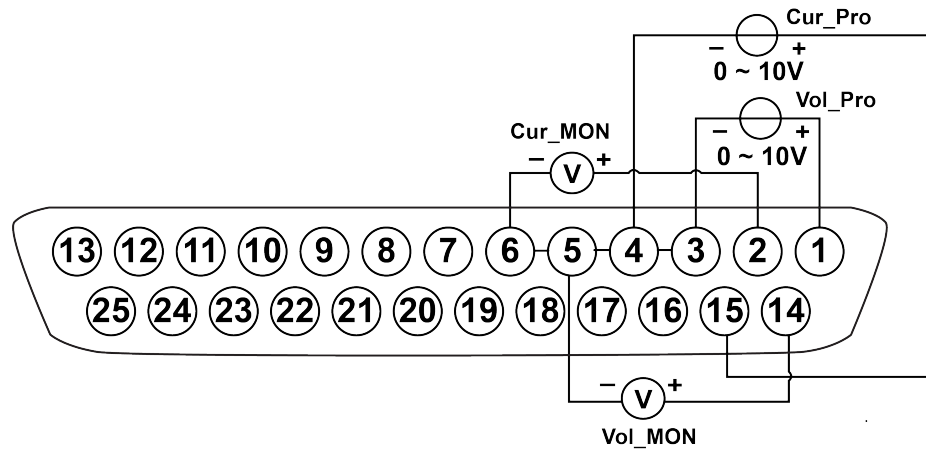 Cur_Pro
− +
0 ~ 10V
Vol_Pro
− +
0 ~ 10V
Cur_MON
− V +
13 12 11 10 9 8 7 6 5 4 3 2 1
25 24 23 22 21 20 19 18 17 16 15 14
− V +
Vol_MON